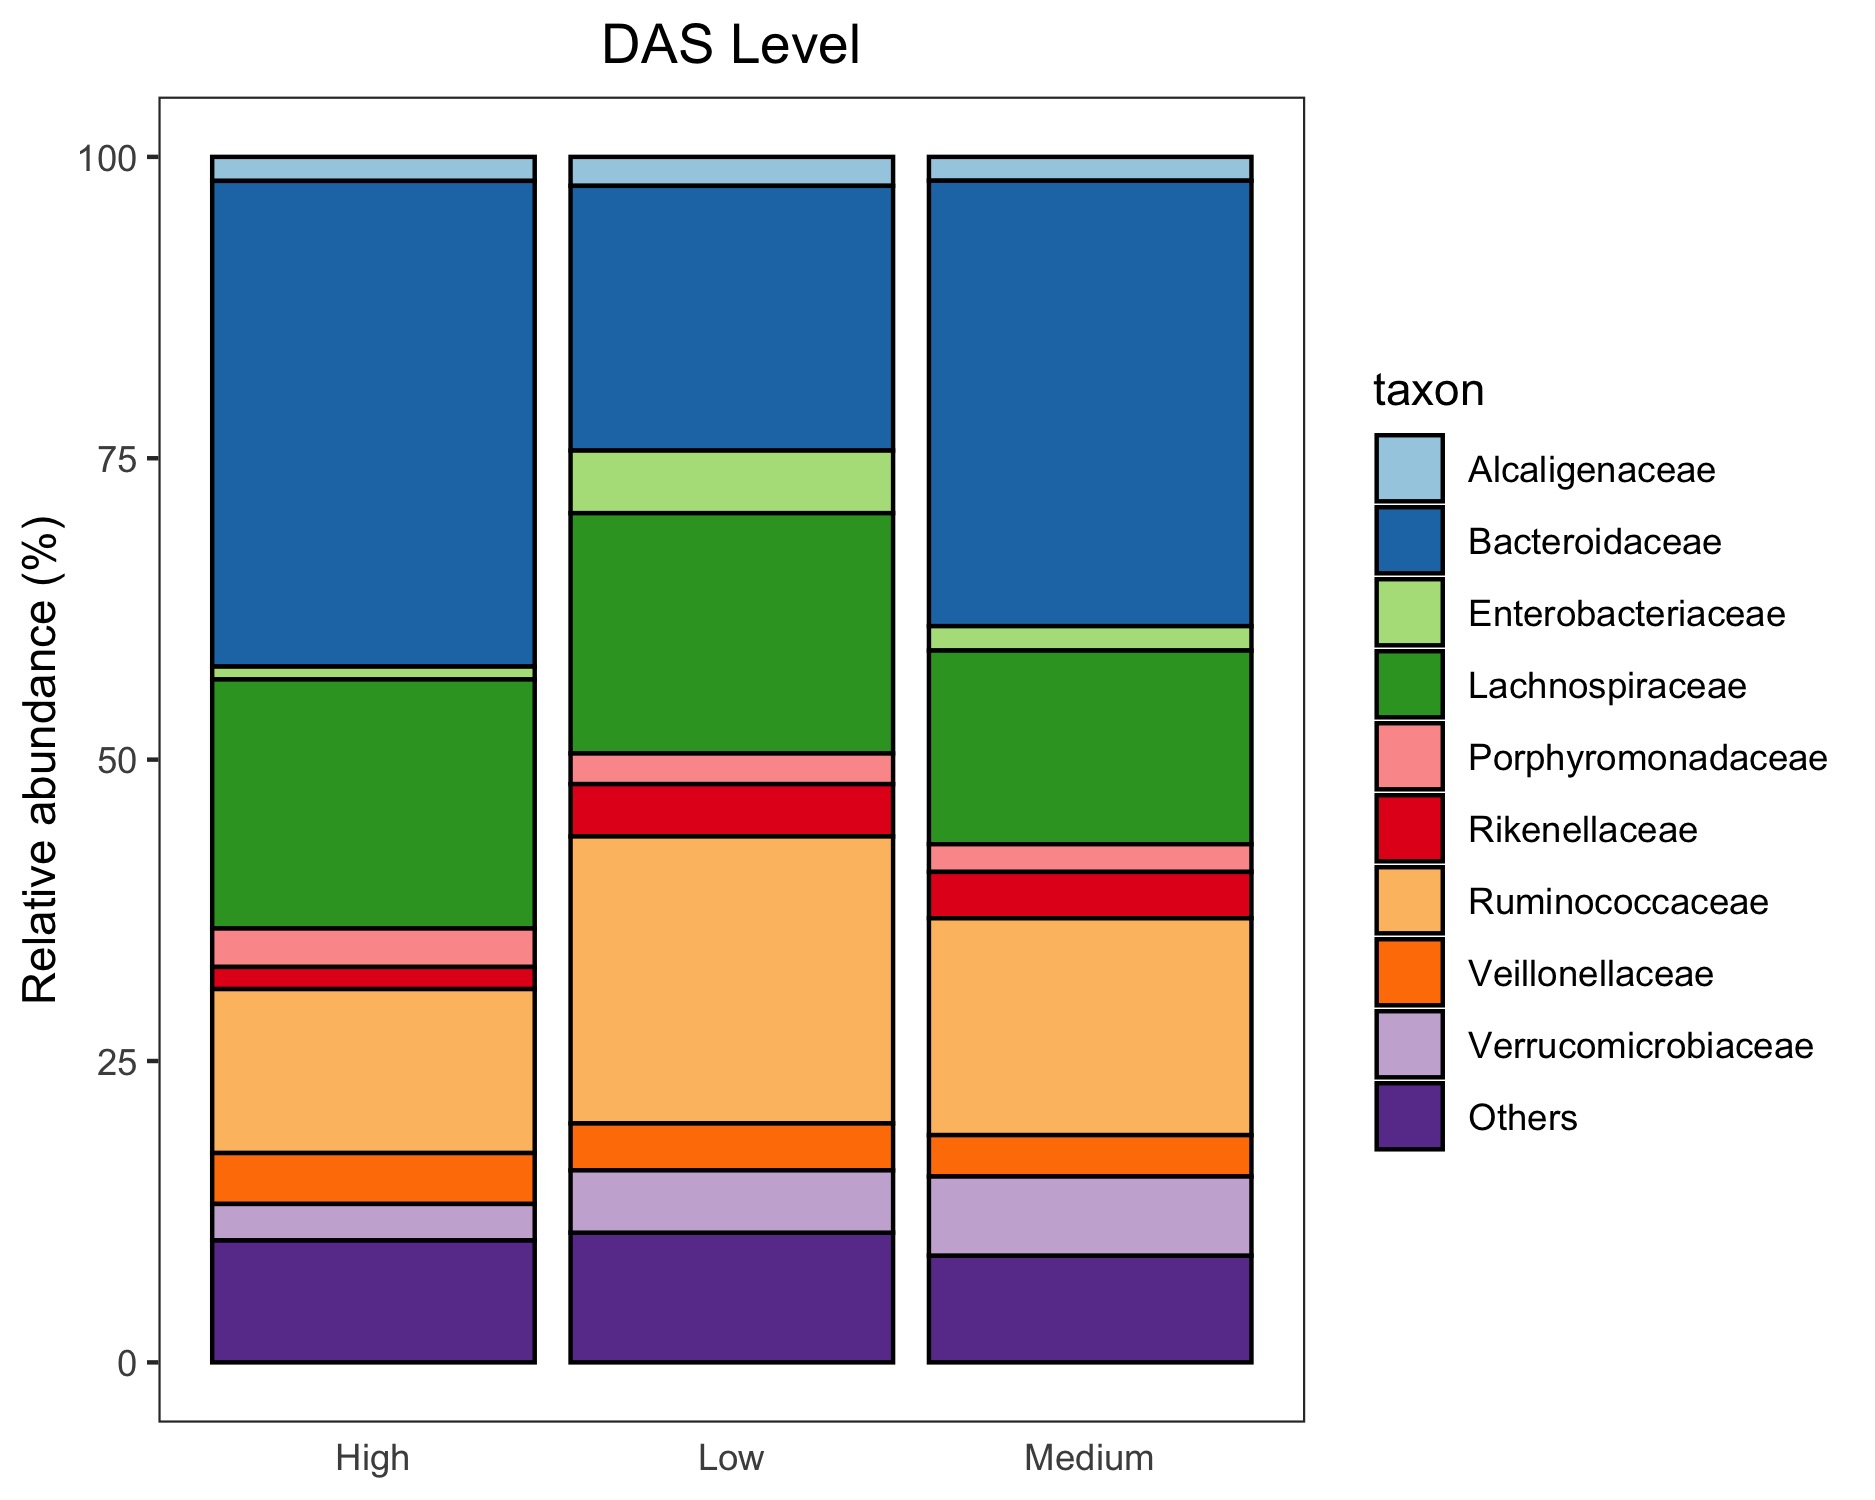 DAS Level
Relative abundance (%)
100
75
50
25
0
High
Low
Medium
taxon
Alcaligenaceae
Bacteroidaceae
Enterobacteriaceae
Lachnospiraceae
Porphyromonadaceae
Rikenellaceae
Ruminococcaceae
Veillonellaceae
Verrucomicrobiaceae
Others